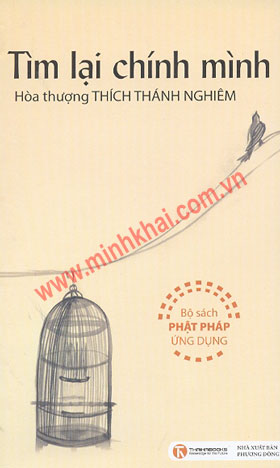 Tìm lại chính mình
Hòa thượng THÍCH THÁNH NGHIÊM
www.minhkhai.com.vn
Bộ sách
PHẬT PHÁP
ỨNG DỤNG
THAIHABOOKS
NHÀ XUẤT BẢN
PHƯƠNG ĐÔNG